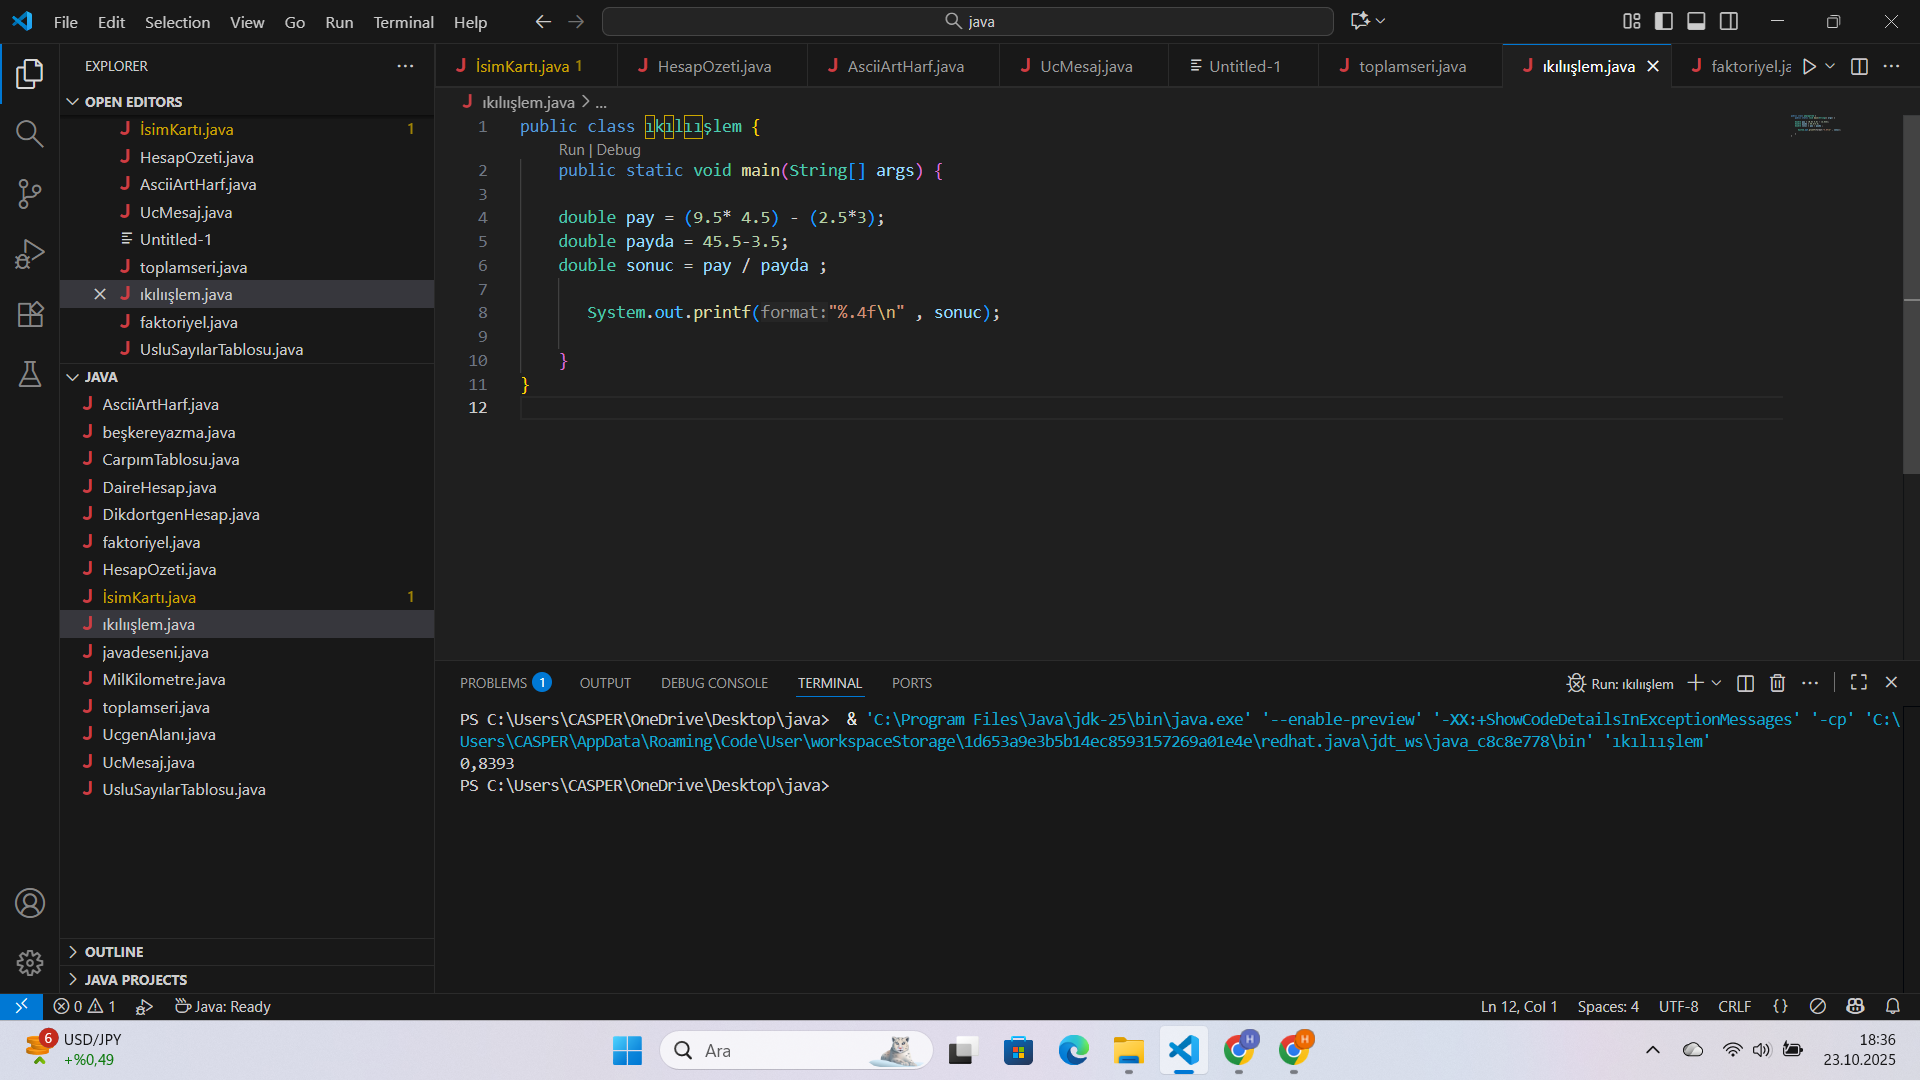 File Edit Selection View Go Run Terminal Help
java
EXPLORER
OPEN EDITORS
İsimKartı.java 1
HesapOzeti.java
AsciiArtHarf.java
UcMesaj.java
Untitled-1
toplamseri.java
ıkılıışlem.java
faktoriyel.java
UsluSayılarTablosu.java
JAVA
AsciiArtHarf.java
beşkereyazma.java
CarpımTablosu.java
DaireHesap.java
DikdortgenHesap.java
faktoriyel.java
HesapOzeti.java
İsimKartı.java 1
ıkılıışlem.java
javadeseni.java
MilKilometre.java
toplamseri.java
UcgenAlanı.java
UcMesaj.java
UsluSayılarTablosu.java
OUTLINE
JAVA PROJECTS
İsimKartı.java 1 HesapOzeti.java AsciiArtHarf.java UcMesaj.java Untitled-1 toplamseri.java ıkılıışlem.java faktoriyel.ja
ıkılıışlem.java > ...
1 public class ıkılıışlem {
Run | Debug
2 public static void main(String[] args) {
3
4 double pay = (9.5* 4.5) - (2.5*3);
5 double payda = 45.5-3.5;
6 double sonuc = pay / payda ;
7
8 System.out.printf(format:"%.4f\n" , sonuc);
9
10 }
11 }
12
PROBLEMS 1 OUTPUT DEBUG CONSOLE TERMINAL PORTS
Run: ıkılıışlem
PS C:\Users\CASPER\OneDrive\Desktop\java> & 'C:\Program Files\Java\jdk-25\bin\java.exe' '--enable-preview' '-XX:+ShowCodeDetailsInExceptionMessages' '-cp' 'C:\
Users\CASPER\AppData\Roaming\Code\User\workspaceStorage\1d653a9e3b5b14ec8593157269a01e4e\redhat.java\jdt_ws\java_c8c8e778\bin' 'ıkılıışlem'
0,8393
PS C:\Users\CASPER\OneDrive\Desktop\java>
0 1 Java: Ready
Ln 12, Col 1 Spaces: 4 UTF-8 CRLF {}
6 USD/JPY
+%0,49
Ara
H
H
18:36
23.10.2025